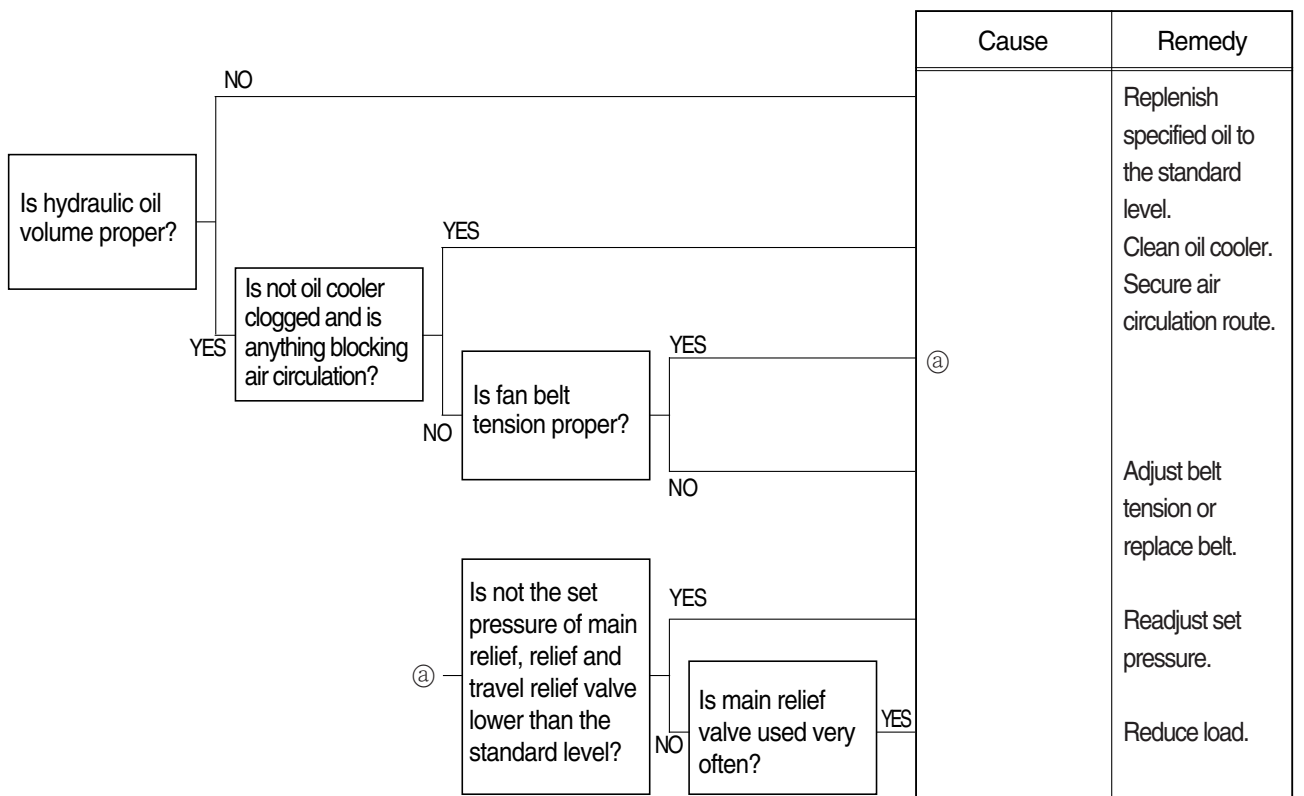 Cause
Remedy
NO
Replenish
specified oil to
the standard
level.
Is hydraulic oil
volume proper?
YES
Clean oil cooler.
Secure air
circulation route.
YES
Is not oil cooler
clogged and is
anything blocking
air circulation?
YES
ⓐ
NO
Is fan belt
tension proper?
NO
Adjust belt
tension or
replace belt.
ⓐ
Is not the set
pressure of main
relief, relief and
travel relief valve
lower than the
standard level?
YES
Readjust set
pressure.
NO
Is main relief
valve used very
often?
YES
Reduce load.